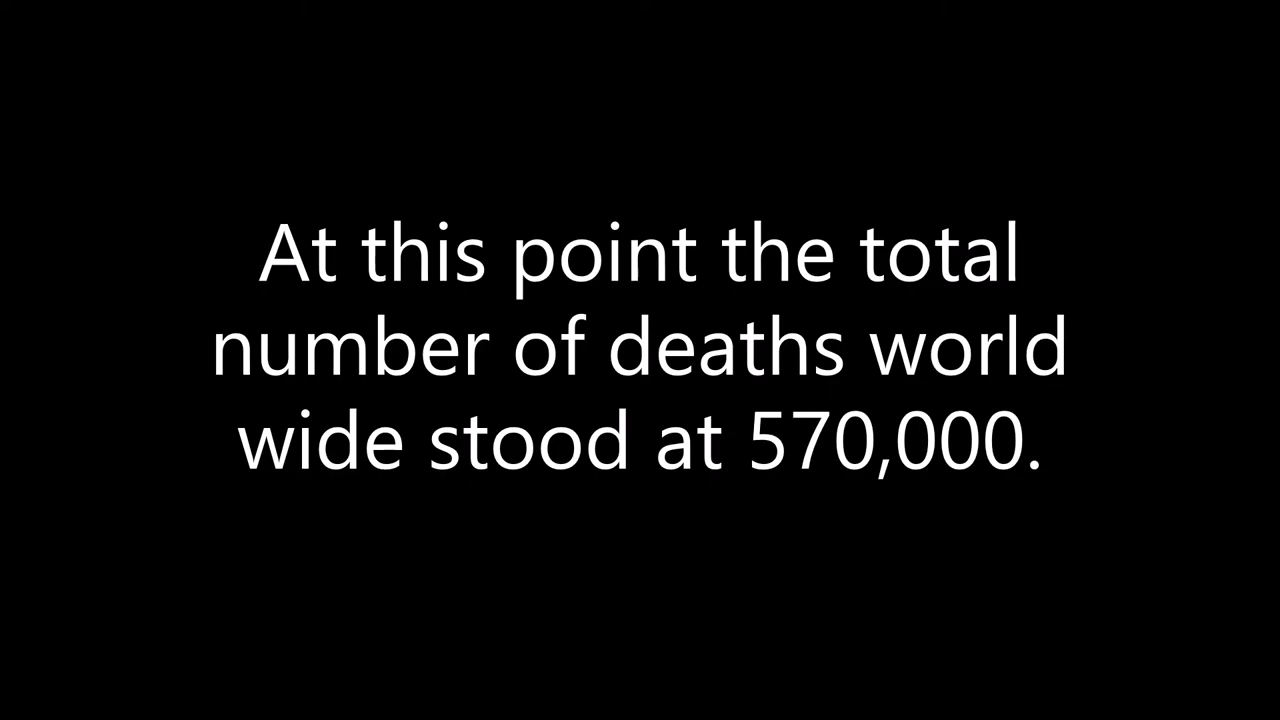 At this point the total
number of deaths world
wide stood at 570,000.